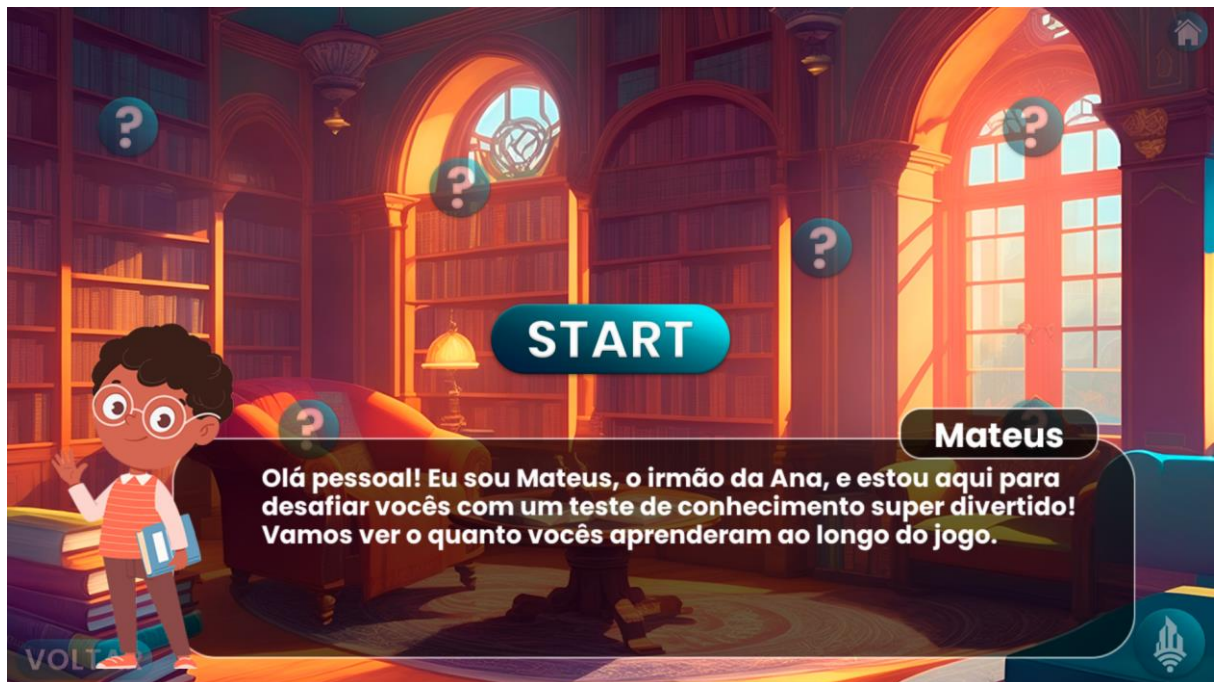 ?
?
?
?
START
?
?
Mateus
Olá pessoal! Eu sou Mateus, o irmão da Ana, e estou aqui para
desafiar vocês com um teste de conhecimento super divertido!
Vamos ver o quanto vocês aprenderam ao longo do jogo.
VOLTAR